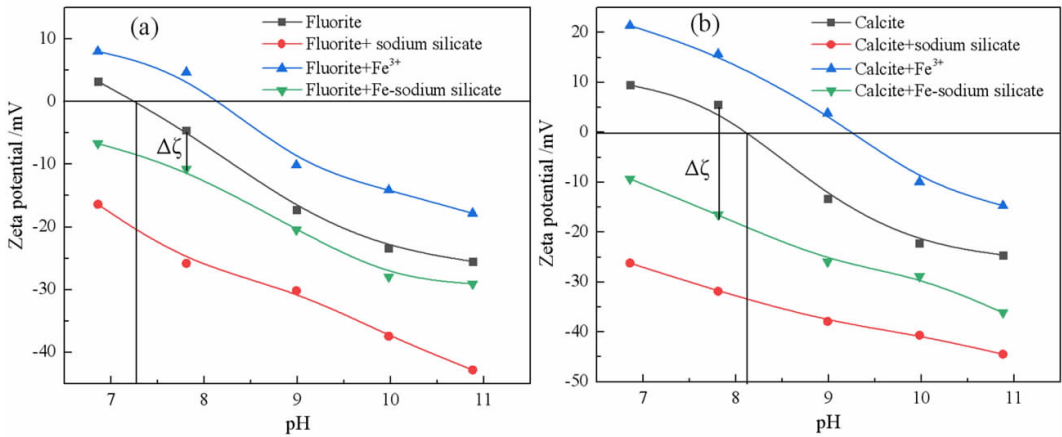 (a)
Fluorite
Fluorite+ sodium silicate
Fluorite+Fe³⁺
Fluorite+Fe-sodium silicate
Zeta potential /mV
10
0
-10
-20
-30
-40
Δζ
7
8
9
10
11
pH
(b)
Calcite
Calcite+sodium silicate
Calcite+Fe³⁺
Calcite+Fe-sodium silicate
Zeta potential /mV
20
10
0
-10
-20
-30
-40
-50
Δζ
7
8
9
10
11
pH